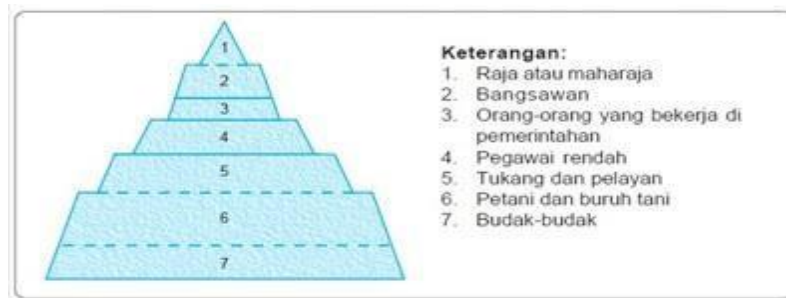 1
2
3
4
5
6
7
Keterangan:
1. Raja atau maharaja
2. Bangsawan
3. Orang-orang yang bekerja di
pemerintahan
4. Pegawai rendah
5. Tukang dan pelayan
6. Petani dan buruh tani
7. Budak-budak